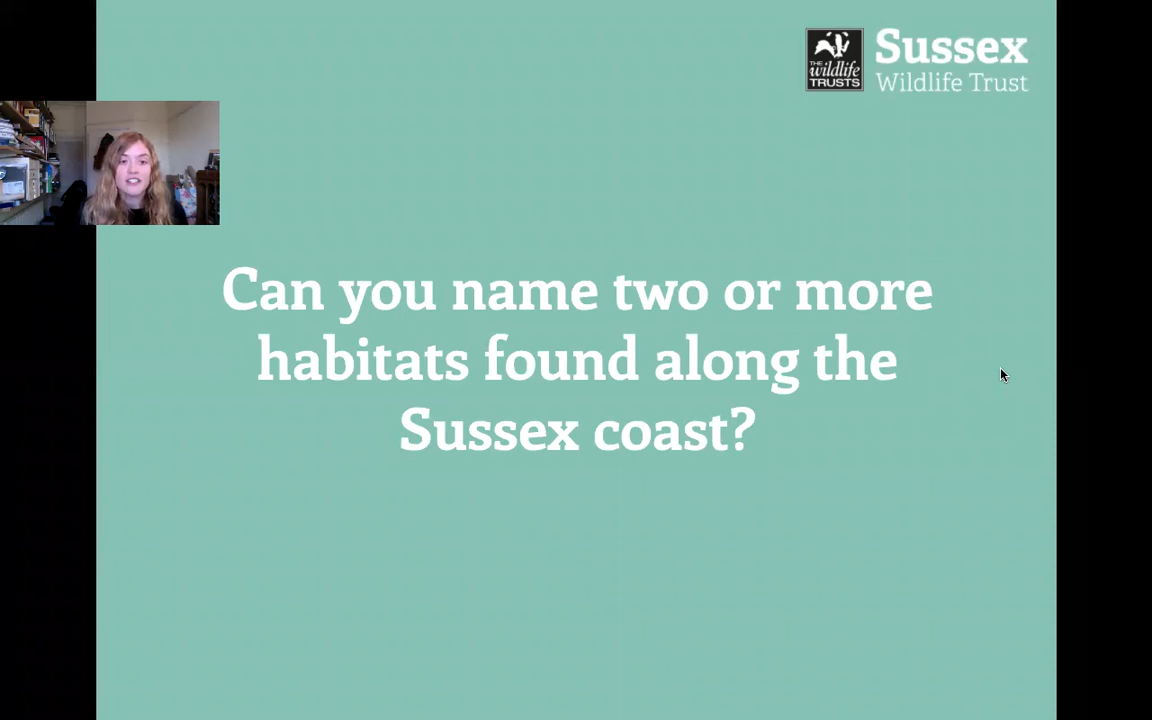 THE
wildlife
TRUSTS
Sussex
Wildlife Trust
Can you name two or more
habitats found along the
Sussex coast?